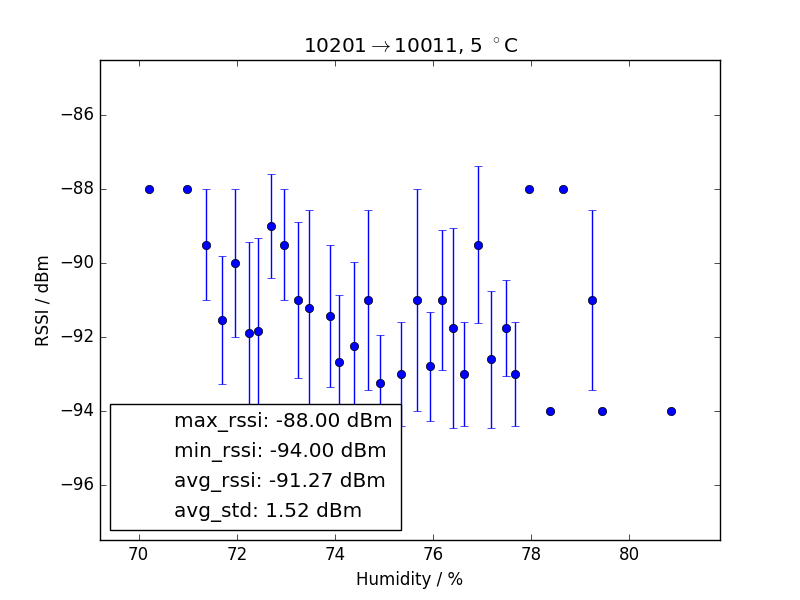 10201→10011, 5 °C
−86
−88
−90
−92
−94
−96
RSSI / dBm
max_rssi: -88.00 dBm
min_rssi: -94.00 dBm
avg_rssi: -91.27 dBm
avg_std: 1.52 dBm
70 72 74 76 78 80
Humidity / %